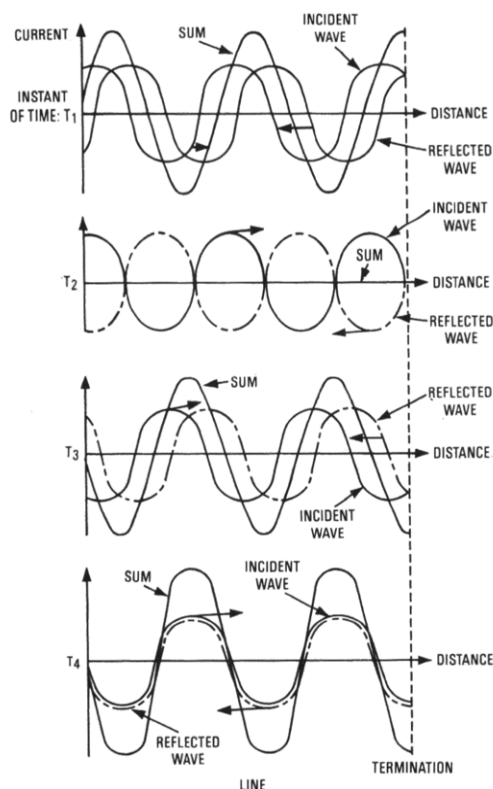 CURRENT
SUM
INCIDENT
WAVE
INSTANT
OF TIME: T1
DISTANCE
REFLECTED
WAVE
INCIDENT
WAVE
SUM
T2
DISTANCE
REFLECTED
WAVE
SUM
REFLECTED
WAVE
T3
DISTANCE
INCIDENT
WAVE
SUM
INCIDENT
WAVE
T4
DISTANCE
REFLECTED
WAVE
TERMINATION
LINE